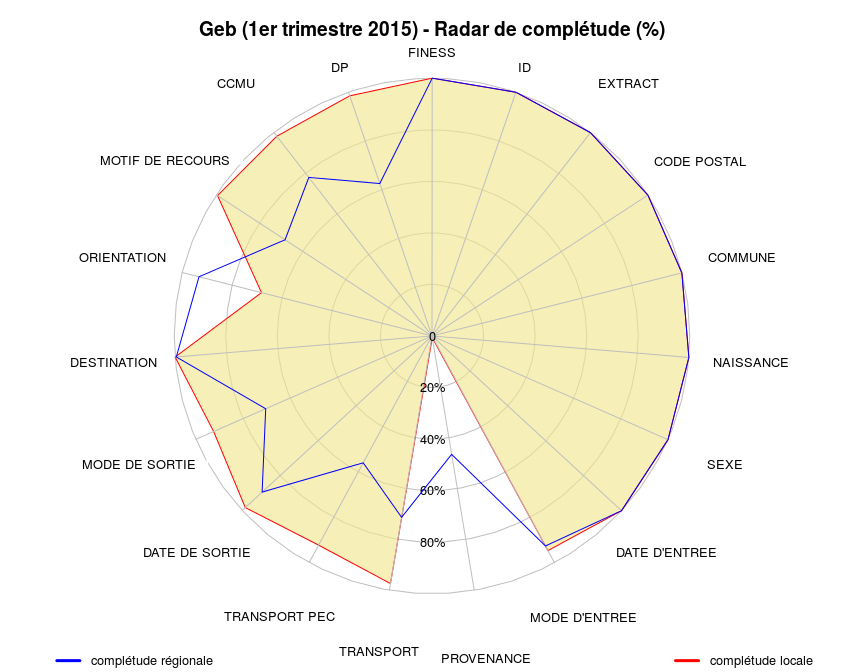 Geb (1er trimestre 2015) - Radar de complétude (%)
FINESS
DP
ID
CCMU
EXTRACT
MOTIF DE RECOURS
CODE POSTAL
ORIENTATION
COMMUNE
0
DESTINATION
NAISSANCE
20%
40%
MODE DE SORTIE
SEXE
60%
80%
DATE DE SORTIE
DATE D'ENTREE
TRANSPORT PEC
MODE D'ENTREE
TRANSPORT
PROVENANCE
complétude régionale
complétude locale